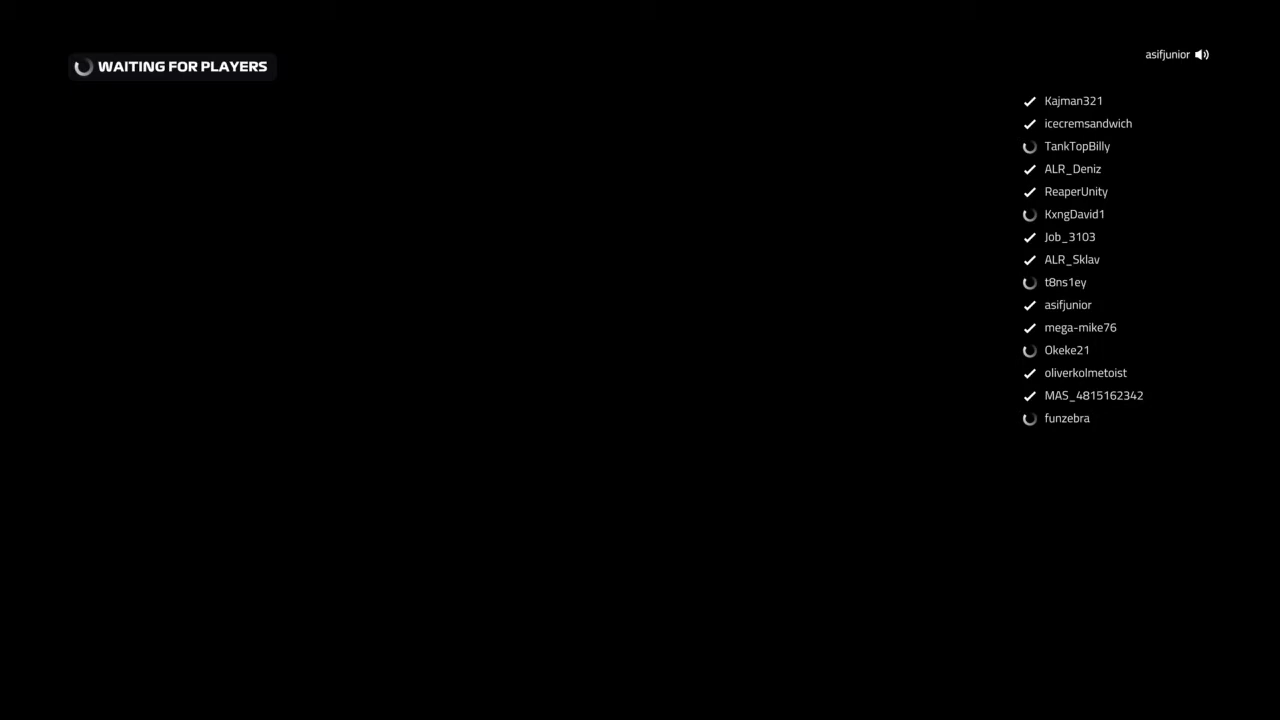 WAITING FOR PLAYERS
asifjunior
Kajman321
icecremsandwich
TankTopBilly
ALR_Deniz
ReaperUnity
KxngDavid1
Job_3103
ALR_Sklav
t8ns1ey
asifjunior
mega-mike76
Okeke21
oliverkolmetoist
MAS_4815162342
funzebra